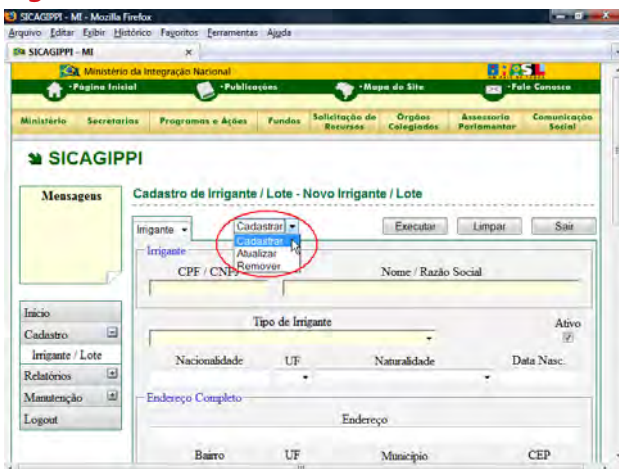 SICAGIPPI - MI - Mozilla Firefox
Arquivo Editar Exibir Histórico Favoritos Ferramentas Ajuda
SICAGIPPI - MI ×
Ministério da Integração Nacional
Página Inicial Publicações Mapa do Site Fale Conosco
Ministério Secretarias Programas e Ações Fundos Solicitação de Recursos Órgãos Colegiados Assessoria Parlamentar Comunicação Social
SICAGIPPI
Mensagens
Cadastro de Irrigante / Lote - Novo Irrigante / Lote
Irrigante Cadastrar Executar Limpar Sair
Cadastrar
Atualizar
Remover
Irrigante
CPF / CNPJ Nome / Razão Social
Tipo de Irrigante Ativo
Nacionalidade UF Naturalidade Data Nasc.
Endereço Completo
Endereço
Bairro UF Município CEP
Início
Cadastro
Irrigante / Lote
Relatórios
Manutenção
Logout